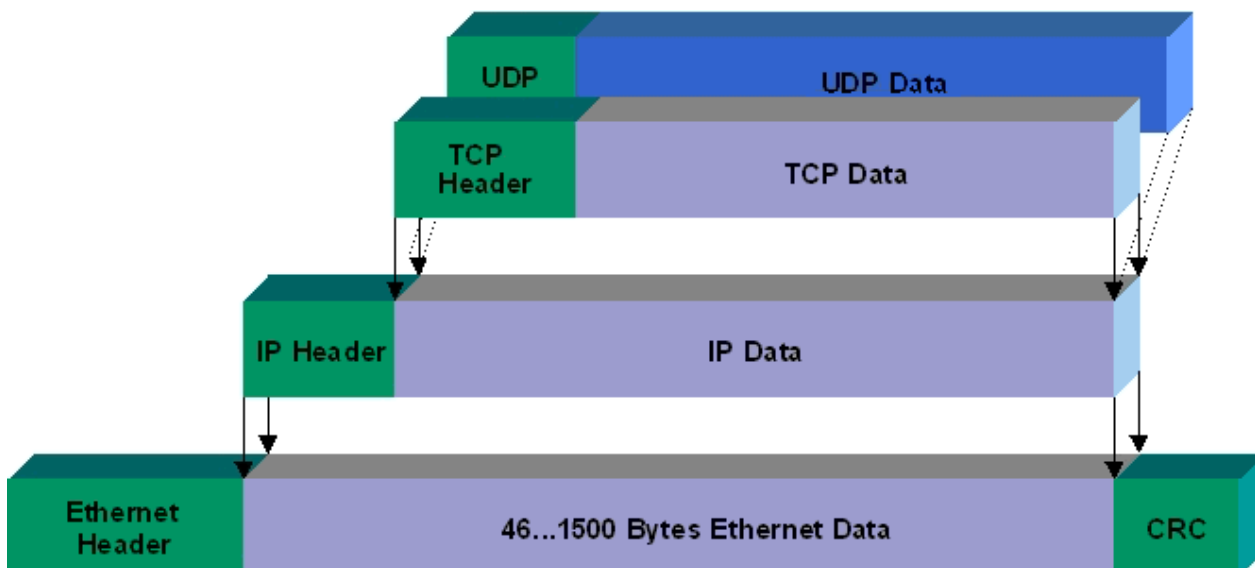 UDP
UDP Data
TCP
Header
TCP Data
IP Header
IP Data
Ethernet
Header
46...1500 Bytes Ethernet Data
CRC